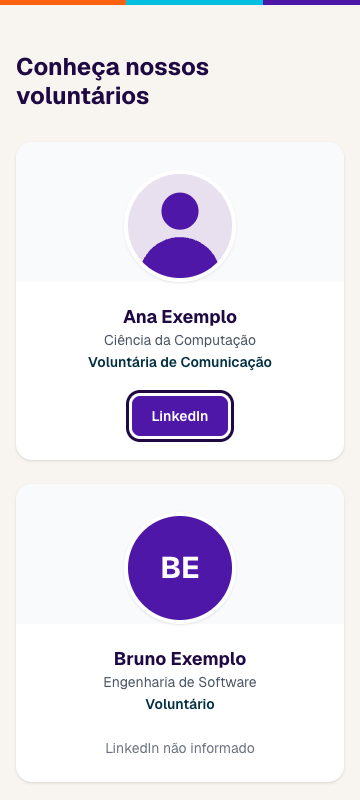 Conheça nossos
voluntários
Ana Exemplo
Ciência da Computação
Voluntária de Comunicação
LinkedIn
BE
Bruno Exemplo
Engenharia de Software
Voluntário
LinkedIn não informado